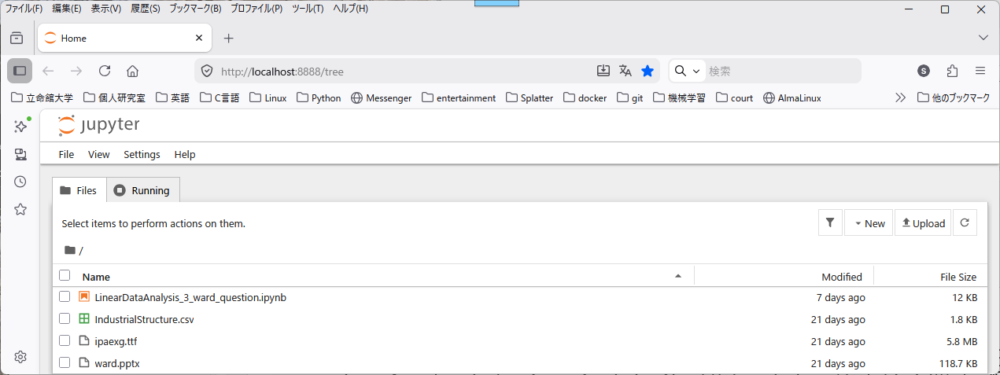 ファイル(F) 編集(E) 表示(V) 履歴(S) ブックマーク(B) プロファイル(P) ツール(T) ヘルプ(H)
Home
http://localhost:8888/tree 検索 S
立命館大学 個人研究室 英語 C言語 Linux Python Messenger entertainment Splatter docker git 機械学習 court AlmaLinux 他のブックマーク
jupyter
File View Settings Help
Files Running
Select items to perform actions on them. New Upload
/
Name Modified File Size
LinearDataAnalysis_3_ward_question.ipynb 7 days ago 12 KB
IndustrialStructure.csv 21 days ago 1.8 KB
ipaexg.ttf 21 days ago 5.8 MB
ward.pptx 21 days ago 118.7 KB